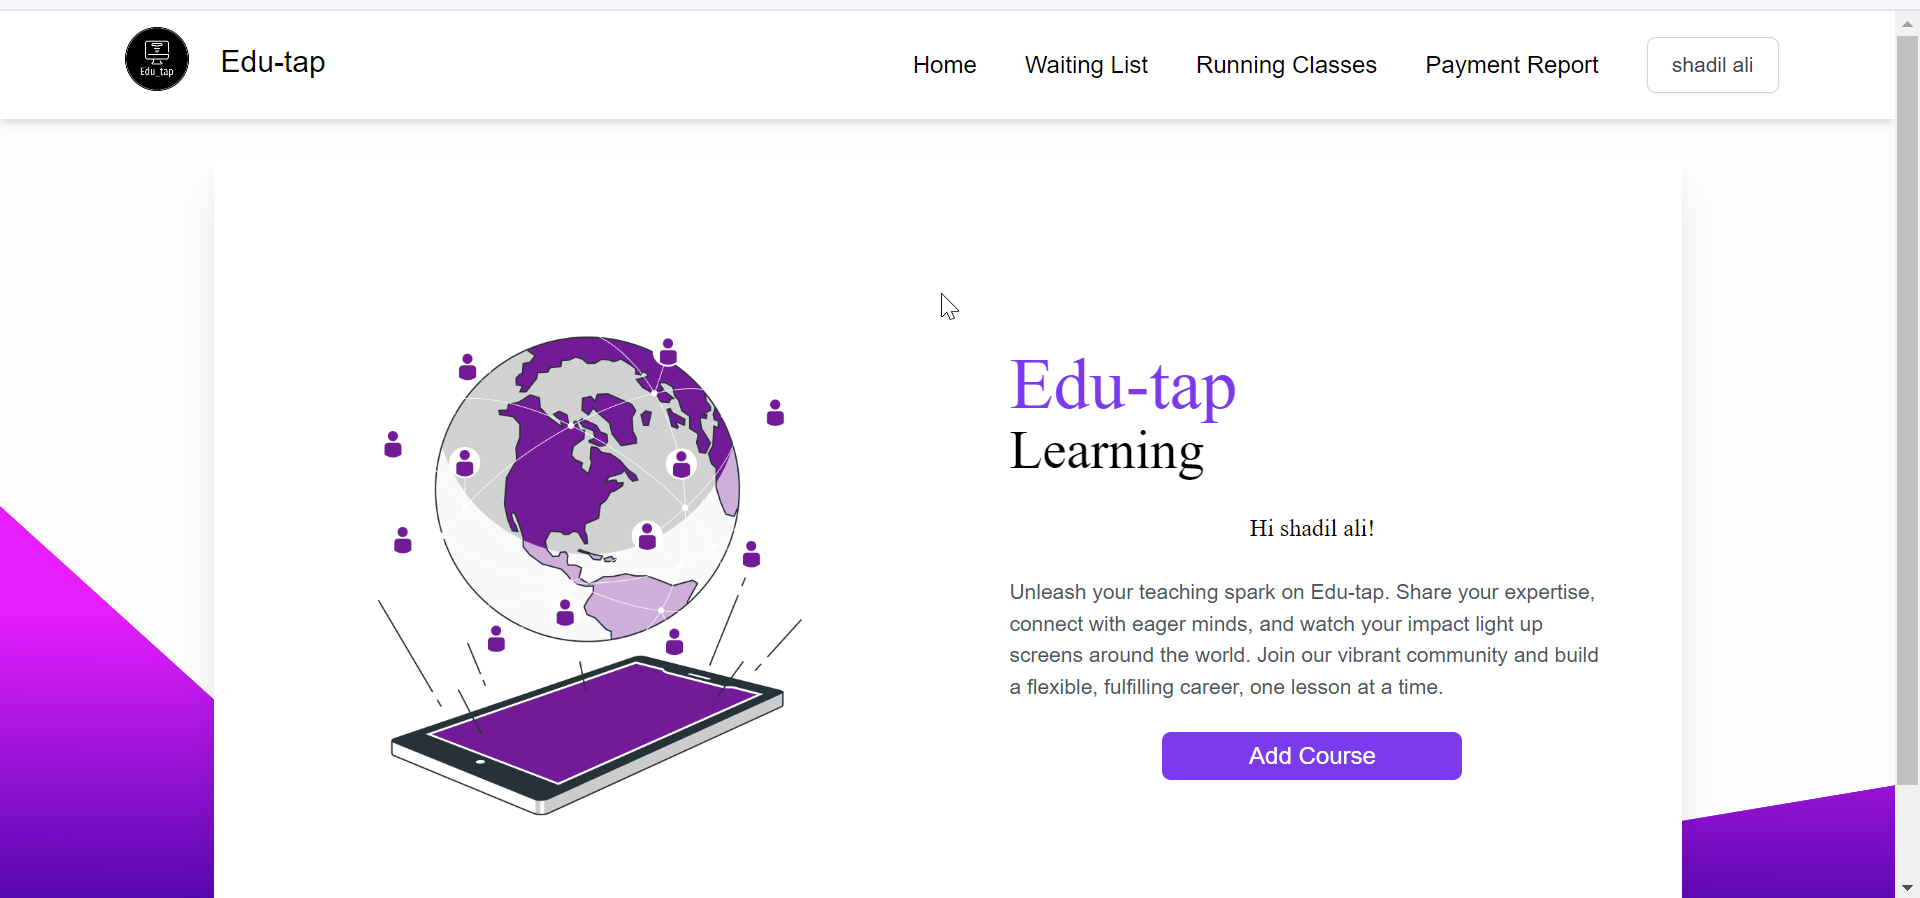 Edu_tap
Edu-tap
Home
Waiting List
Running Classes
Payment Report
shadil ali
Edu-tap
Learning
Hi shadil ali!
Unleash your teaching spark on Edu-tap. Share your expertise,
connect with eager minds, and watch your impact light up
screens around the world. Join our vibrant community and build
a flexible, fulfilling career, one lesson at a time.
Add Course